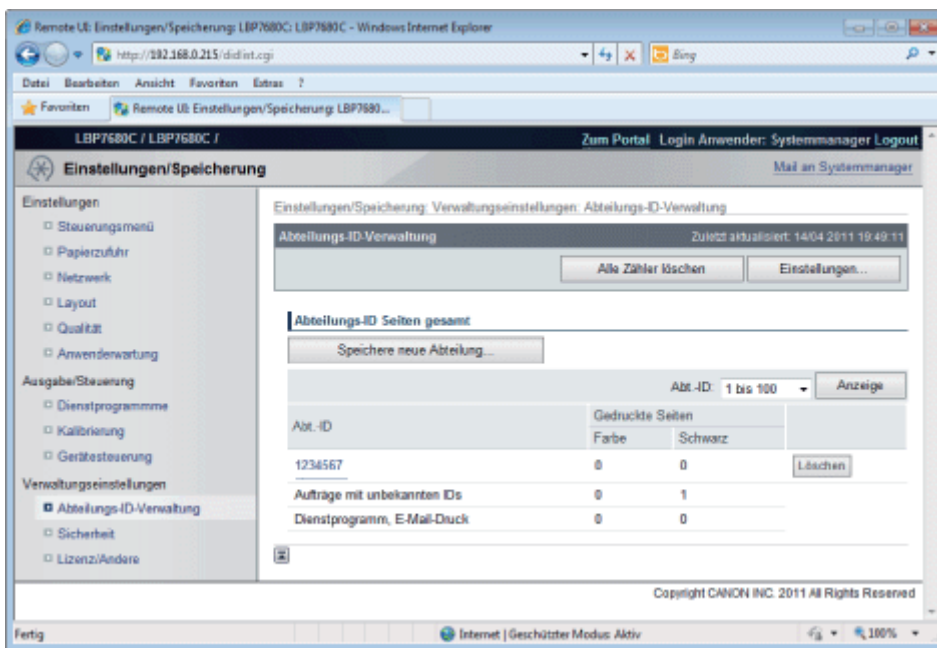 Remote UI: Einstellungen/Speicherung: LBP7680C: LBP7680C - Windows Internet Explorer
http://192.168.0.215/didlist.cgi
Bing
Datei Bearbeiten Ansicht Favoriten Extras ?
Favoriten Remote UI: Einstellungen/Speicherung: LBP7680...
LBP7680C / LBP7680C / Zum Portal Login Anwender: Systemmanager Logout
Einstellungen/Speicherung Mail an Systemmanager
Einstellungen
Steuerungsmenü
Papierzufuhr
Netzwerk
Layout
Qualität
Anwenderwartung
Ausgabe/Steuerung
Dienstprogrammme
Kalibrierung
Gerätesteuerung
Verwaltungseinstellungen
Abteilungs-ID-Verwaltung
Sicherheit
Lizenz/Andere
Einstellungen/Speicherung: Verwaltungseinstellungen: Abteilungs-ID-Verwaltung
Abteilungs-ID-Verwaltung Zuletzt aktualisiert: 14/04 2011 19:49:11
Alle Zähler löschen Einstellungen...
Abteilungs-ID Seiten gesamt
Speichere neue Abteilung...
Abt.-ID: 1 bis 100 Anzeige
Abt.-ID Gedruckte Seiten
Farbe Schwarz
1234567 0 0 Löschen
Aufträge mit unbekannten IDs 0 1
Dienstprogramm, E-Mail-Druck 0 0
Copyright CANON INC. 2011 All Rights Reserved
Fertig Internet | Geschützter Modus: Aktiv 100%